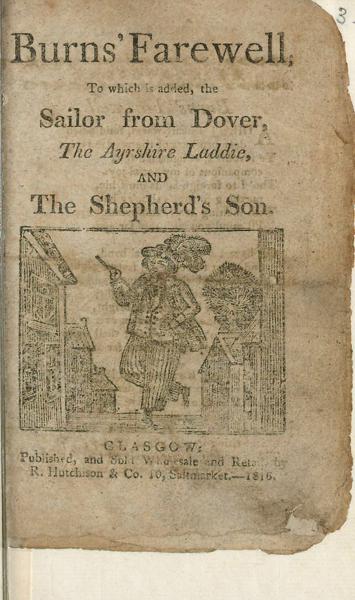 3
Burns' Farewell,
To which is added, the
Sailor from Dover,
The Ayrshire Laddie,
AND
The Shepherd's Son.
GLASGOW:
Published, and Sold Wholesale and Retail, by
R. Hutchison & Co. 10, Saltmarket.—1816.